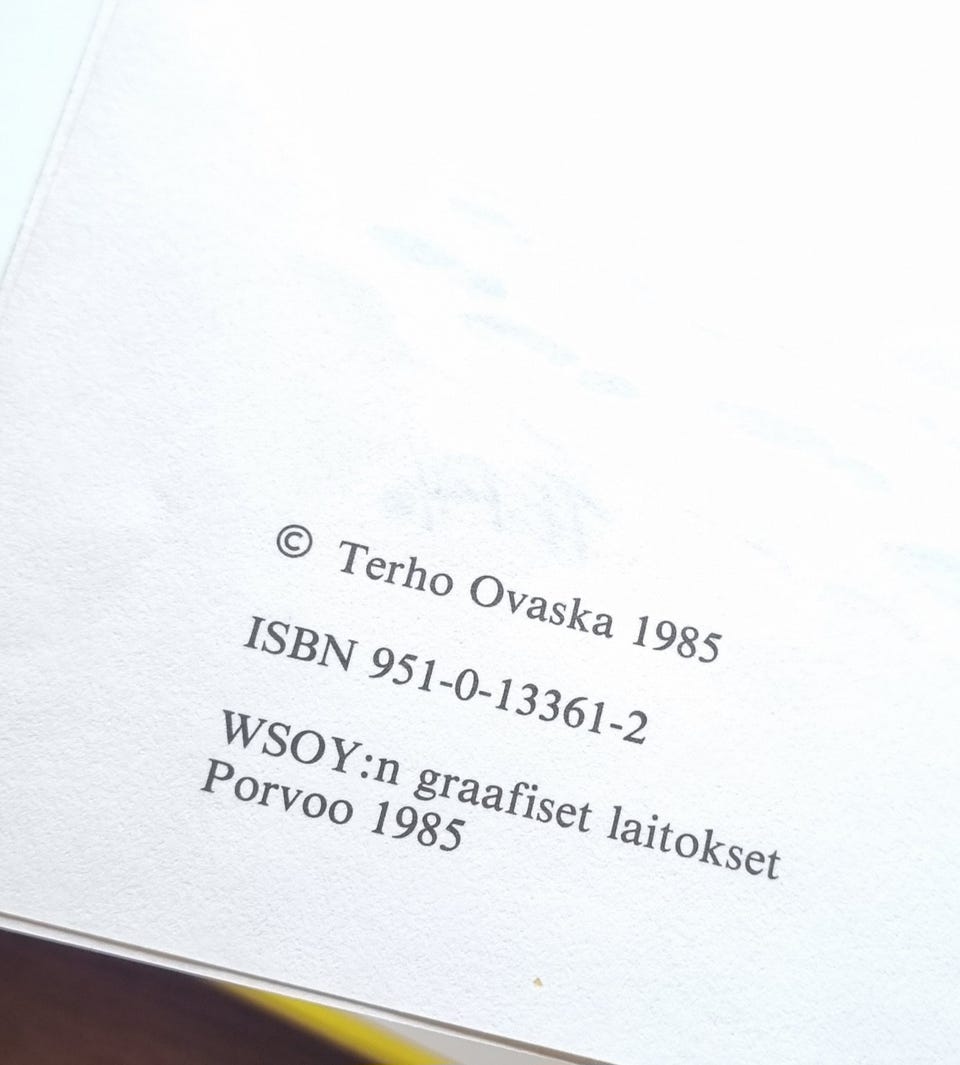 © Terho Ovaska 1985
ISBN 951-0-13361-2
WSOY:n graafiset laitokset
Porvoo 1985